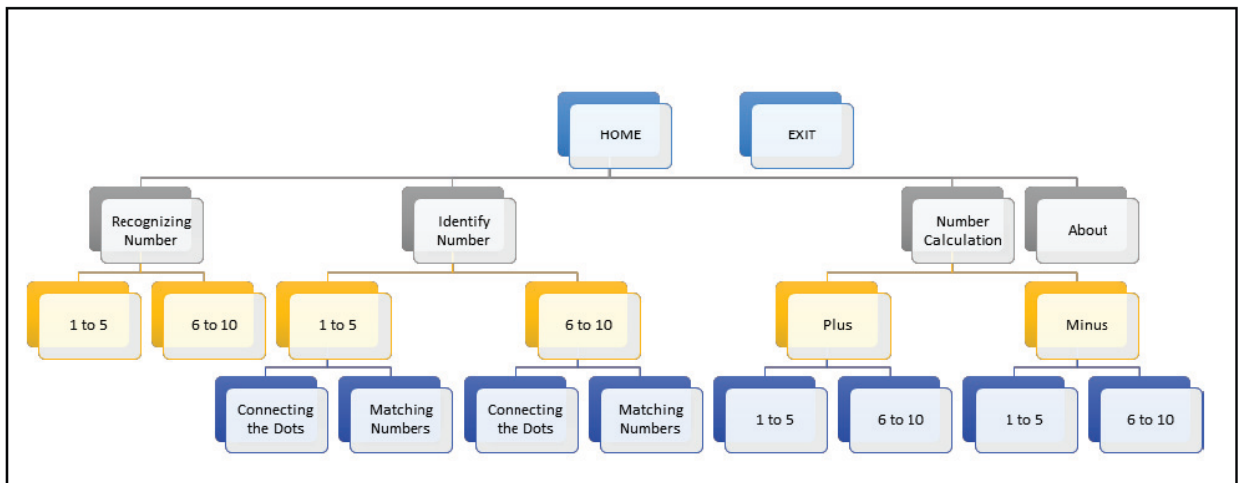 HOME
EXIT
Recognizing
Number
Identify
Number
Number
Calculation
About
1 to 5
6 to 10
1 to 5
6 to 10
Plus
Minus
Connecting
the Dots
Matching
Numbers
Connecting
the Dots
Matching
Numbers
1 to 5
6 to 10
1 to 5
6 to 10